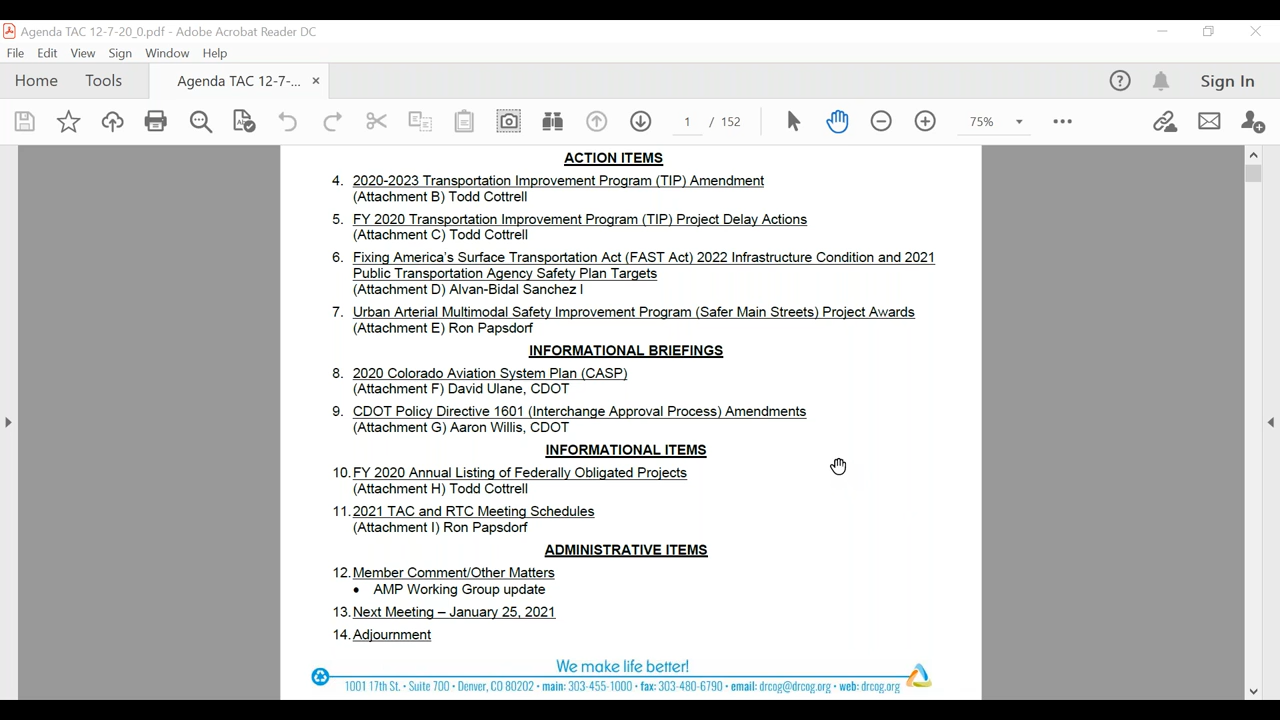 Agenda TAC 12-7-20_0.pdf - Adobe Acrobat Reader DC
File Edit View Sign Window Help
Home Tools Agenda TAC 12-7-... × Sign In
1 / 152 75%
ACTION ITEMS
4. 2020-2023 Transportation Improvement Program (TIP) Amendment
(Attachment B) Todd Cottrell
5. FY 2020 Transportation Improvement Program (TIP) Project Delay Actions
(Attachment C) Todd Cottrell
6. Fixing America's Surface Transportation Act (FAST Act) 2022 Infrastructure Condition and 2021
Public Transportation Agency Safety Plan Targets
(Attachment D) Alvan-Bidal Sanchez I
7. Urban Arterial Multimodal Safety Improvement Program (Safer Main Streets) Project Awards
(Attachment E) Ron Papsdorf
INFORMATIONAL BRIEFINGS
8. 2020 Colorado Aviation System Plan (CASP)
(Attachment F) David Ulane, CDOT
9. CDOT Policy Directive 1601 (Interchange Approval Process) Amendments
(Attachment G) Aaron Willis, CDOT
INFORMATIONAL ITEMS
10. FY 2020 Annual Listing of Federally Obligated Projects
(Attachment H) Todd Cottrell
11. 2021 TAC and RTC Meeting Schedules
(Attachment I) Ron Papsdorf
ADMINISTRATIVE ITEMS
12. Member Comment/Other Matters
• AMP Working Group update
13. Next Meeting – January 25, 2021
14. Adjournment
We make life better!
1001 17th St. • Suite 700 • Denver, CO 80202 • main: 303-455-1000 • fax: 303-480-6790 • email: drcog@drcog.org • web: drcog.org